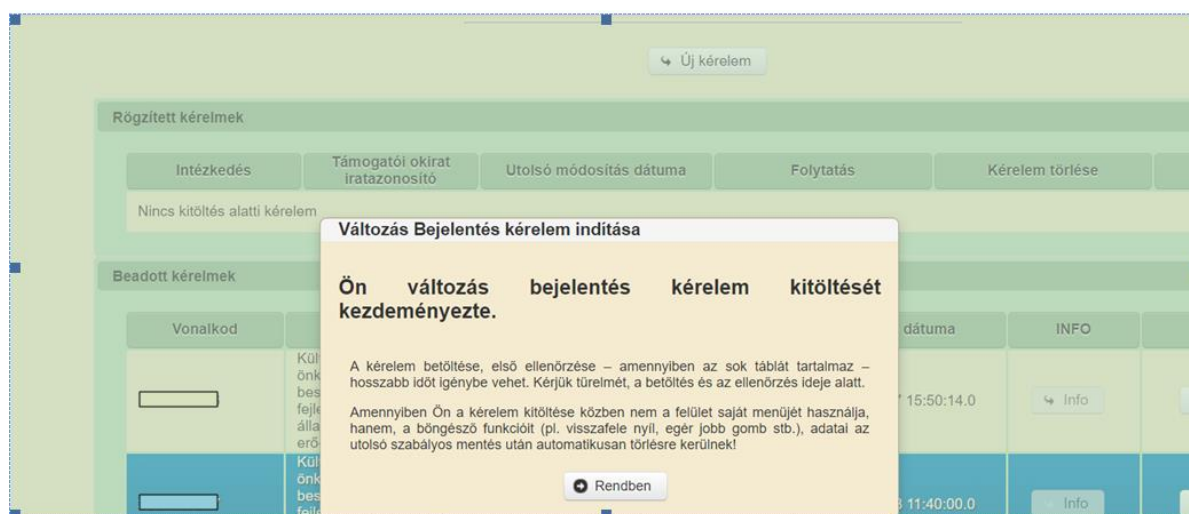 Új kérelem
Rögzített kérelmek
Intézkedés
Támogatói okirat
iratazonosító
Utolsó módosítás dátuma
Folytatás
Kérelem törlése
Nincs kitöltés alatti kérelem
Változás Bejelentés kérelem indítása
Beadott kérelmek
Ön változás bejelentés kérelem kitöltését
kezdeményezte.
Vonalkod
dátuma
INFO
A kérelem betöltése, első ellenőrzése – amennyiben az sok táblát tartalmaz –
hosszabb időt igénybe vehet. Kérjük türelmét, a betöltés és az ellenőrzés ideje alatt.
15:50:14.0
Info
Amennyiben Ön a kérelem kitöltése közben nem a felület saját menüjét használja,
hanem, a böngésző funkcióit (pl. visszafele nyíl, egér jobb gomb stb.), adatai az
utolsó szabályos mentés után automatikusan törlésre kerülnek!
Rendben
11:40:00.0
Info